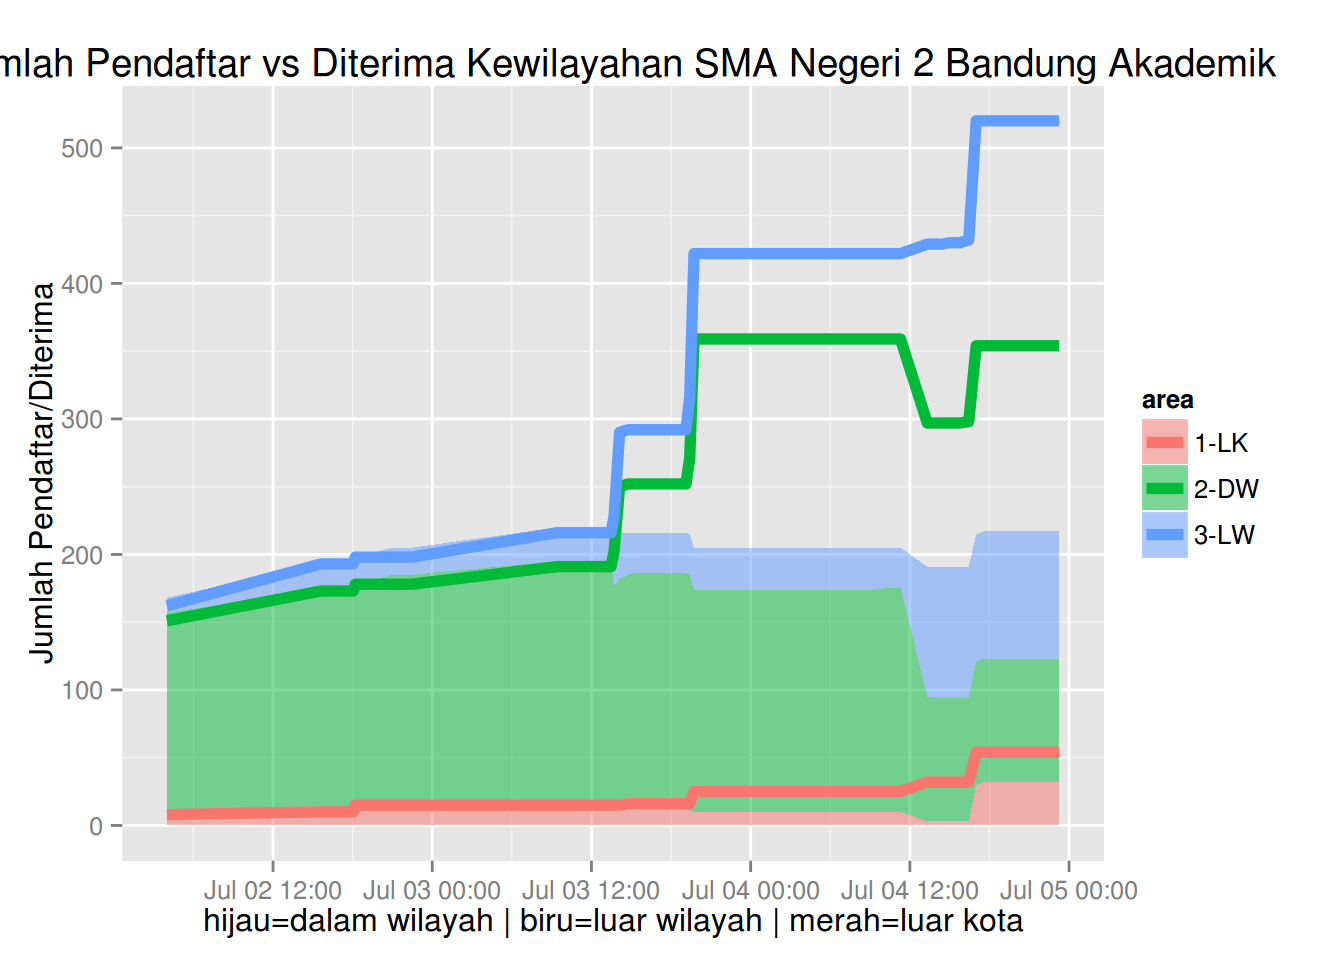 mlah Pendaftar vs Diterima Kewilayahan SMA Negeri 2 Bandung Akademik
Jumlah Pendaftar/Diterima
500
400
300
200
100
0
Jul 02 12:00 Jul 03 00:00 Jul 03 12:00 Jul 04 00:00 Jul 04 12:00 Jul 05 00:00
hijau=dalam wilayah | biru=luar wilayah | merah=luar kota
area
1-LK
2-DW
3-LW